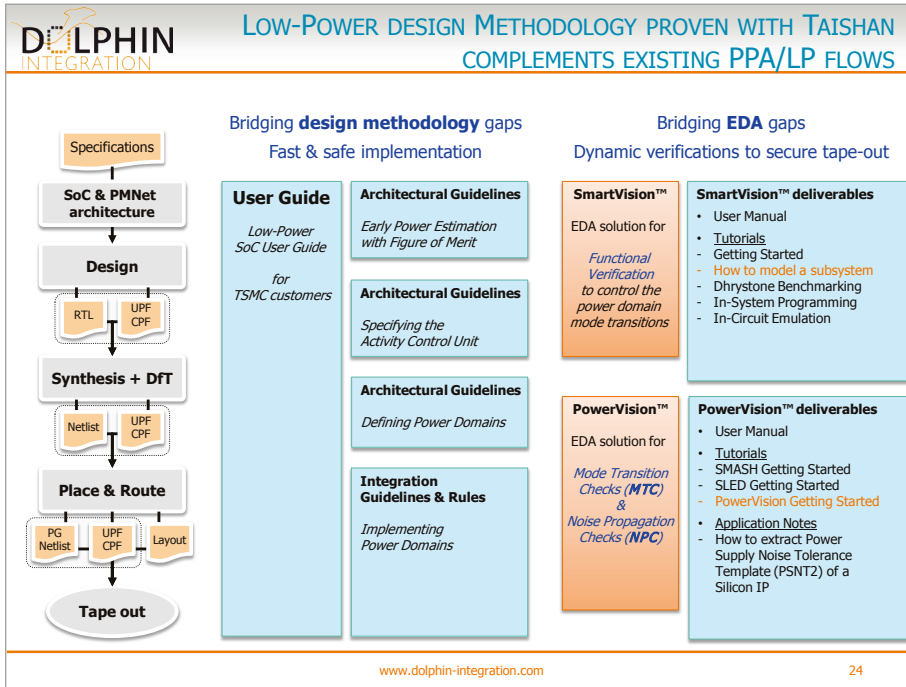 DOLPHIN
INTEGRATION
LOW-POWER DESIGN METHODOLOGY PROVEN WITH TAISHAN
COMPLEMENTS EXISTING PPA/LP FLOWS
Specifications
SoC & PMNet
architecture
Design
RTL
UPF
CPF
Synthesis + DfT
Netlist
UPF
CPF
Place & Route
PG
Netlist
UPF
CPF
Layout
Tape out
Bridging design methodology gaps
Fast & safe implementation
User Guide
Low-Power
SoC User Guide
for
TSMC customers
Architectural Guidelines
Early Power Estimation
with Figure of Merit
Architectural Guidelines
Specifying the
Activity Control Unit
Architectural Guidelines
Defining Power Domains
Integration
Guidelines & Rules
Implementing
Power Domains
Bridging EDA gaps
Dynamic verifications to secure tape-out
SmartVision™
EDA solution for
Functional
Verification
to control the
power domain
mode transitions
SmartVision™ deliverables
• User Manual
• Tutorials
- Getting Started
- How to model a subsystem
- Dhrystone Benchmarking
- In-System Programming
- In-Circuit Emulation
PowerVision™
EDA solution for
Mode Transition
Checks (MTC)
&
Noise Propagation
Checks (NPC)
PowerVision™ deliverables
• User Manual
• Tutorials
- SMASH Getting Started
- SLED Getting Started
- PowerVision Getting Started
• Application Notes
- How to extract Power
Supply Noise Tolerance
Template (PSNT2) of a
Silicon IP
www.dolphin-integration.com
24